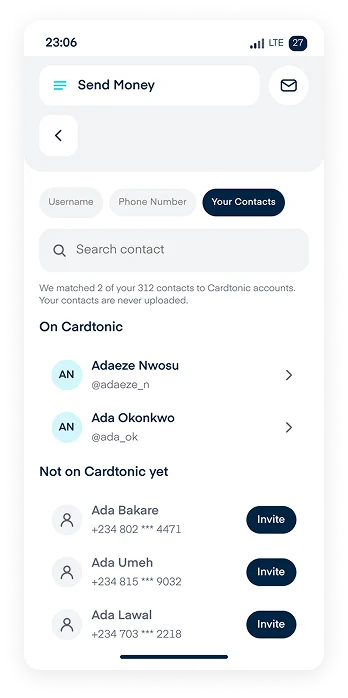 23:06
LTE 27
Send Money
Username Phone Number Your Contacts
Search contact
We matched 2 of your 312 contacts to Cardtonic accounts.
Your contacts are never uploaded.
On Cardtonic
AN Adaeze Nwosu
@adaeze_n
AN Ada Okonkwo
@ada_ok
Not on Cardtonic yet
Ada Bakare
+234 802 *** 4471
Invite
Ada Umeh
+234 815 *** 9032
Invite
Ada Lawal
+234 703 *** 2218
Invite